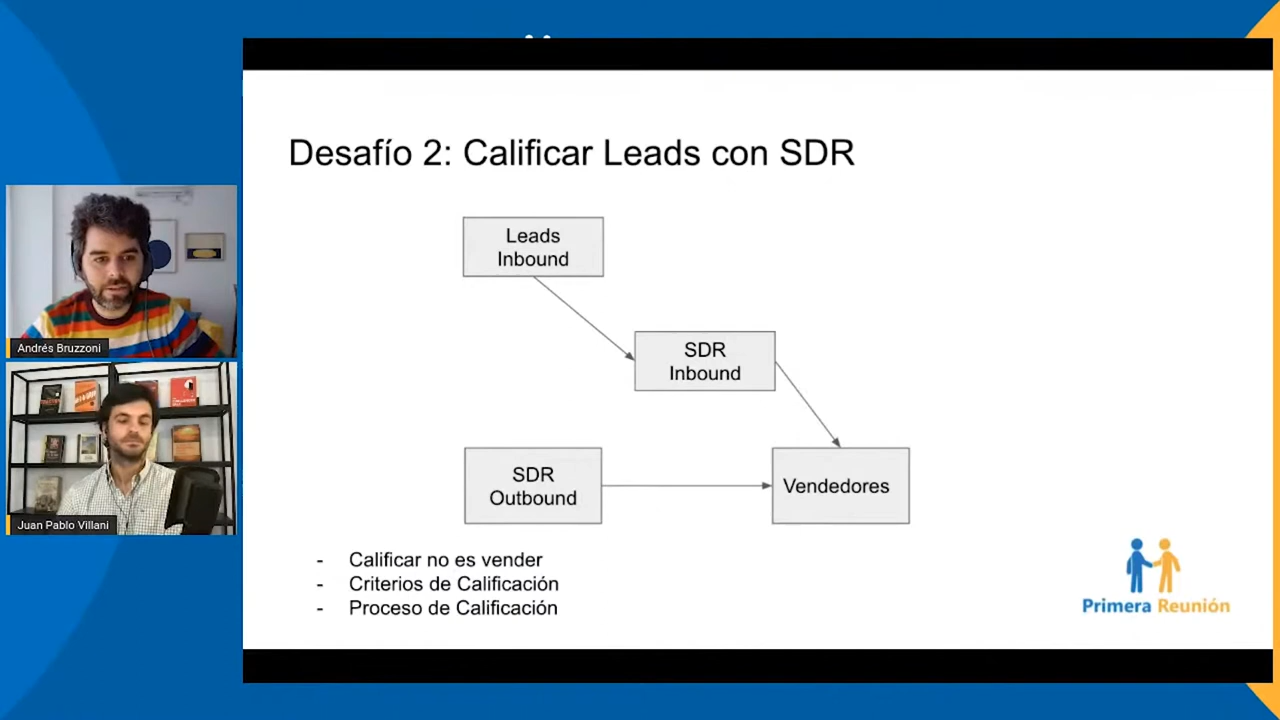 Desafío 2: Calificar Leads con SDR
Leads
Inbound
SDR
Inbound
SDR
Outbound
Vendedores
- Calificar no es vender
- Criterios de Calificación
- Proceso de Calificación
Primera Reunión
Andrés Bruzzoni
Juan Pablo Villani